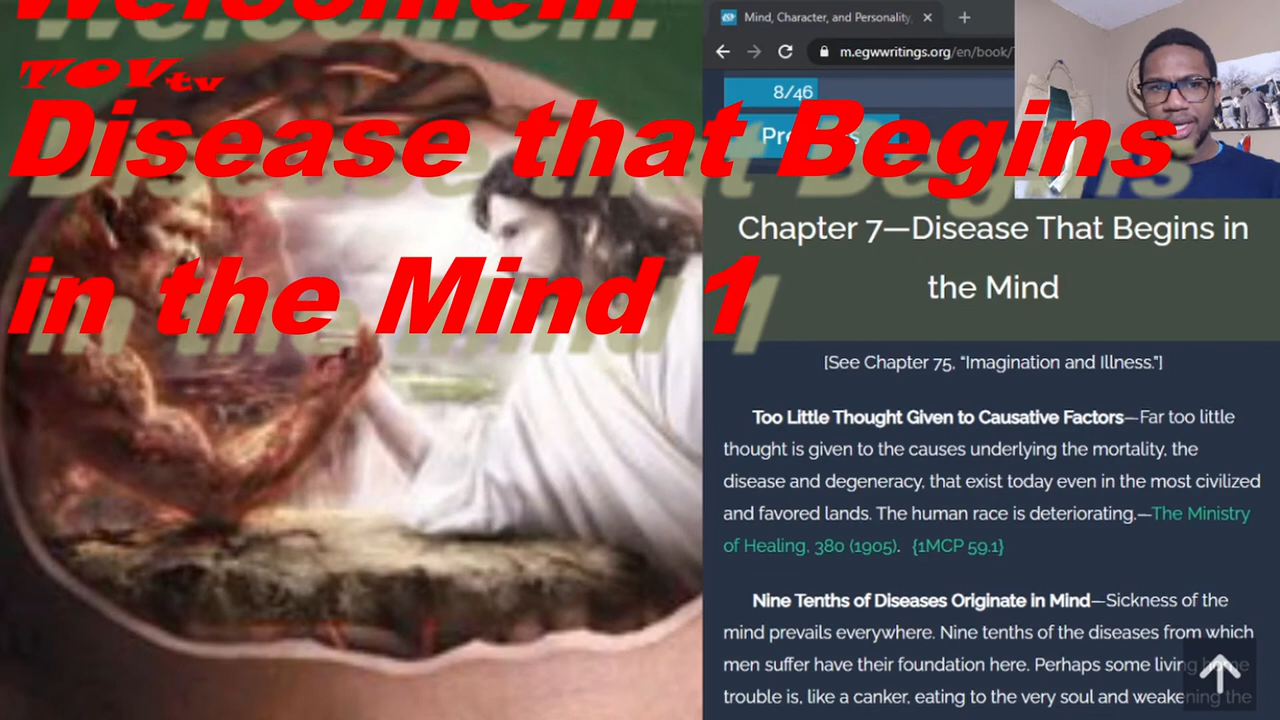 Welcome!!!
TOVtv
Disease that Begins
in the Mind 1
Mind, Character, and Personality,
m.egwwritings.org/en/book/
8/46
Chapter 7—Disease That Begins in
the Mind
[See Chapter 75, “Imagination and Illness.”]
Too Little Thought Given to Causative Factors—Far too little
thought is given to the causes underlying the mortality, the
disease and degeneracy, that exist today even in the most civilized
and favored lands. The human race is deteriorating.—The Ministry
of Healing, 380 (1905). {1MCP 59.1}
Nine Tenths of Diseases Originate in Mind—Sickness of the
mind prevails everywhere. Nine tenths of the diseases from which
men suffer have their foundation here. Perhaps some living home
trouble is, like a canker, eating to the very soul and weakening the